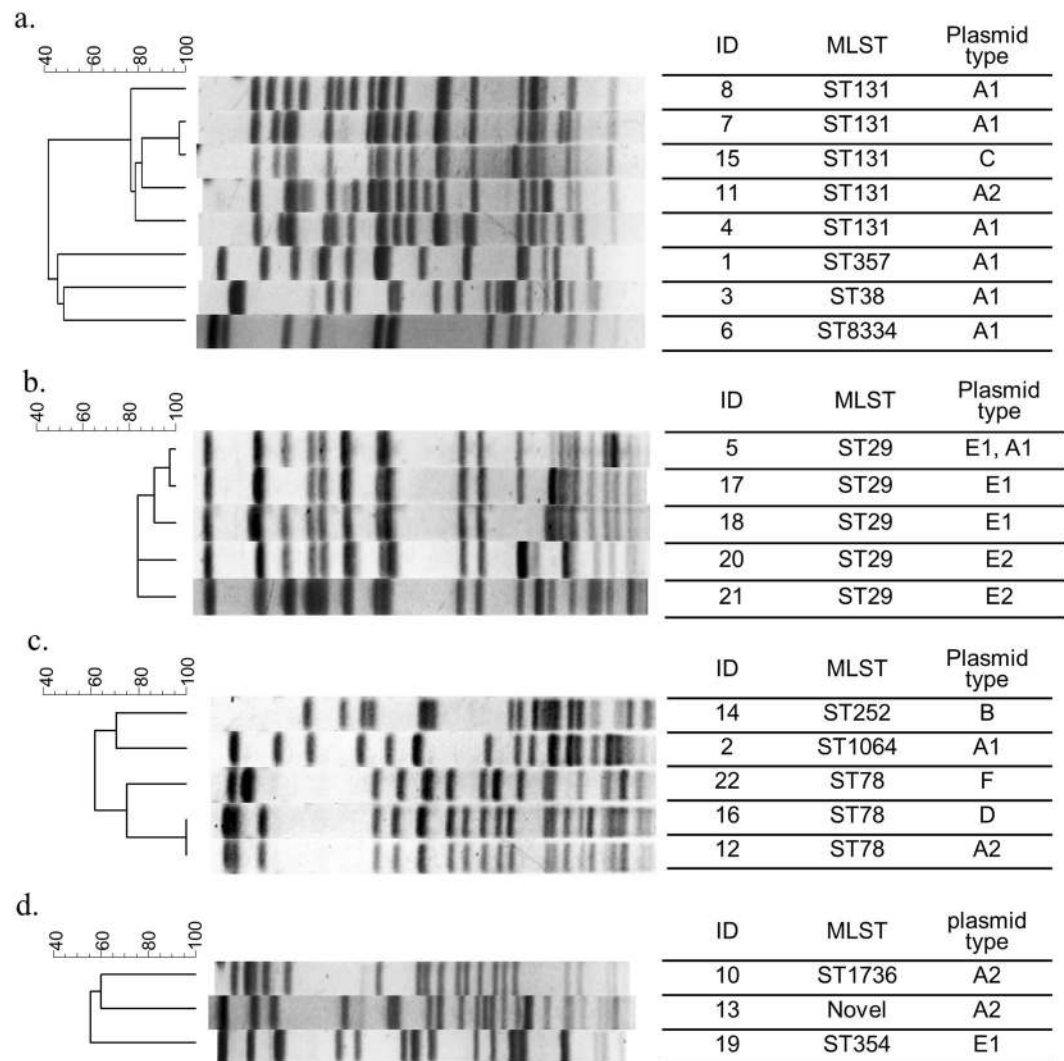 a.
40 60 80 100
ID MLST Plasmid type
8 ST131 A1
7 ST131 A1
15 ST131 C
11 ST131 A2
4 ST131 A1
1 ST357 A1
3 ST38 A1
6 ST8334 A1
b.
40 60 80 100
ID MLST Plasmid type
5 ST29 E1, A1
17 ST29 E1
18 ST29 E1
20 ST29 E2
21 ST29 E2
c.
40 60 80 100
ID MLST Plasmid type
14 ST252 B
2 ST1064 A1
22 ST78 F
16 ST78 D
12 ST78 A2
d.
40 60 80 100
ID MLST plasmid type
10 ST1736 A2
13 Novel A2
19 ST354 E1